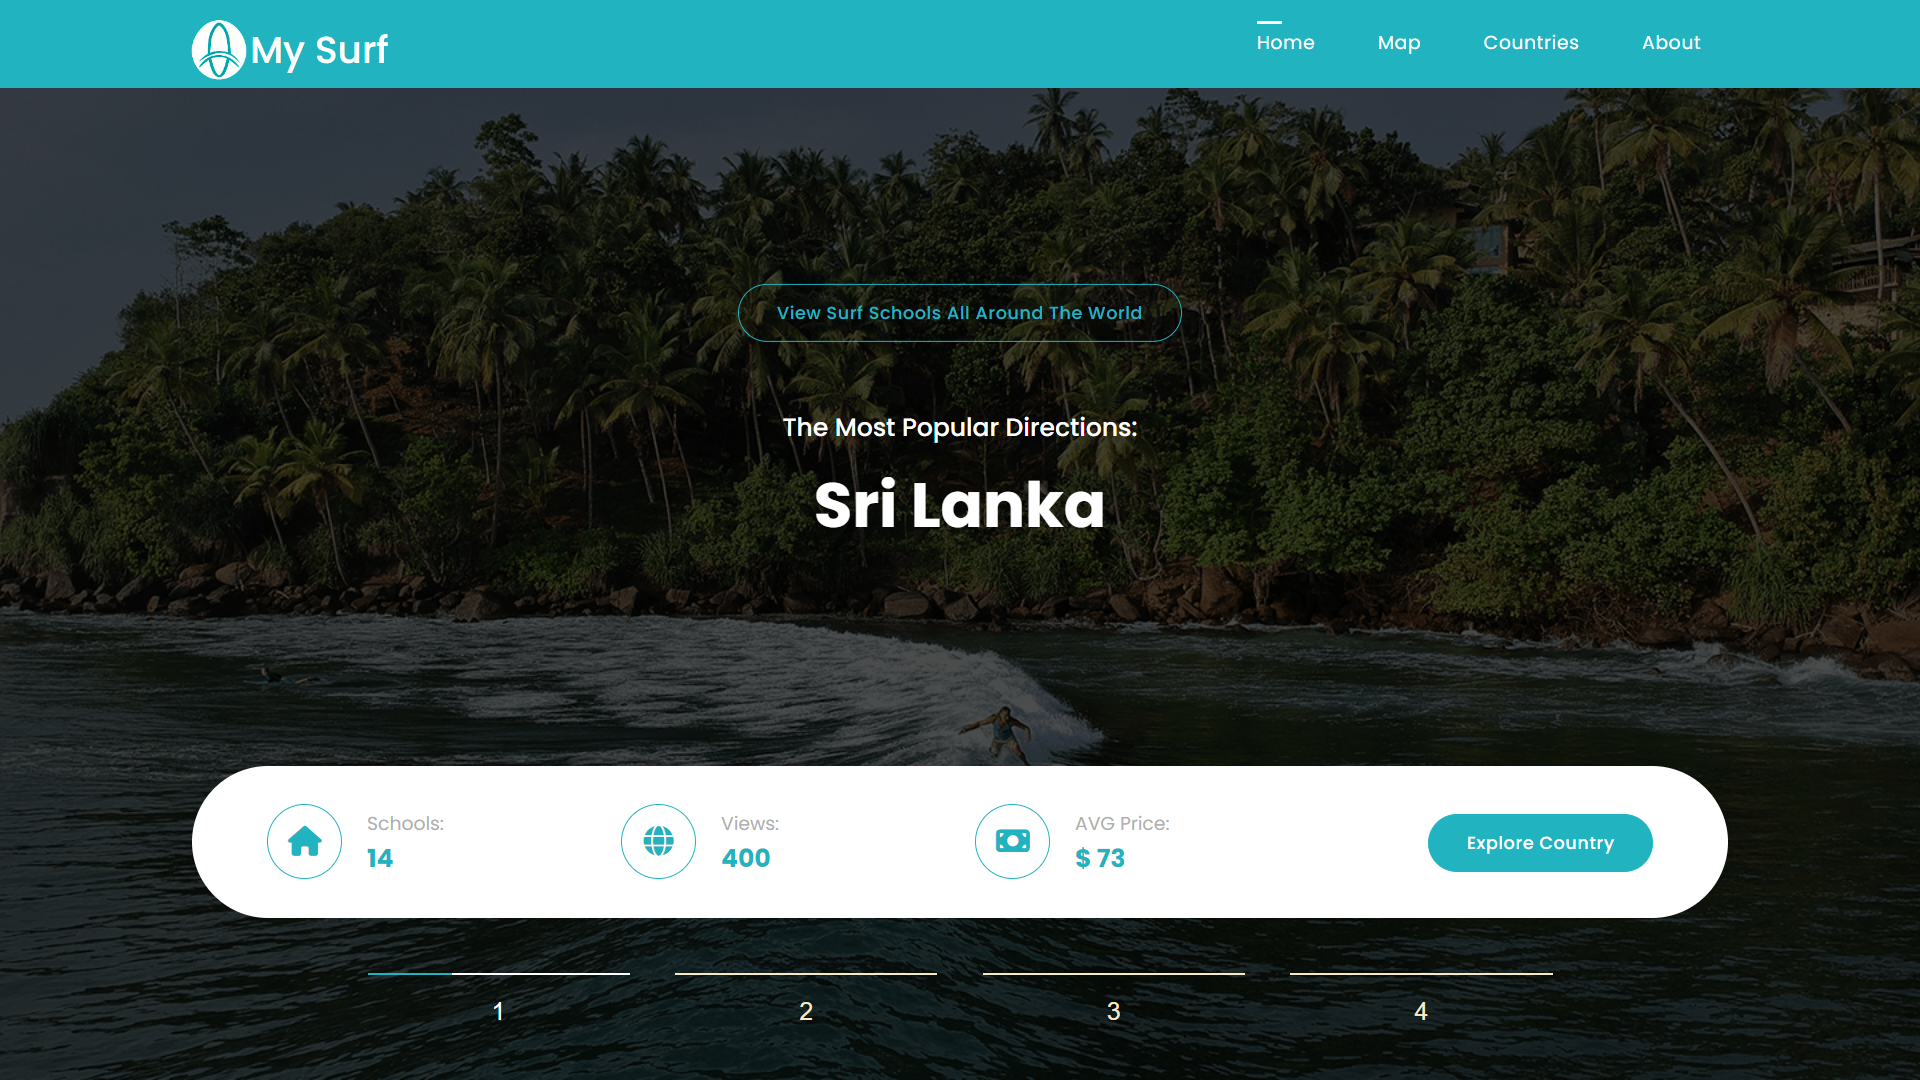 My Surf
Home
Map
Countries
About
View Surf Schools All Around The World
The Most Popular Directions:
Sri Lanka
Schools:
14
Views:
400
AVG Price:
$ 73
Explore Country
1
2
3
4